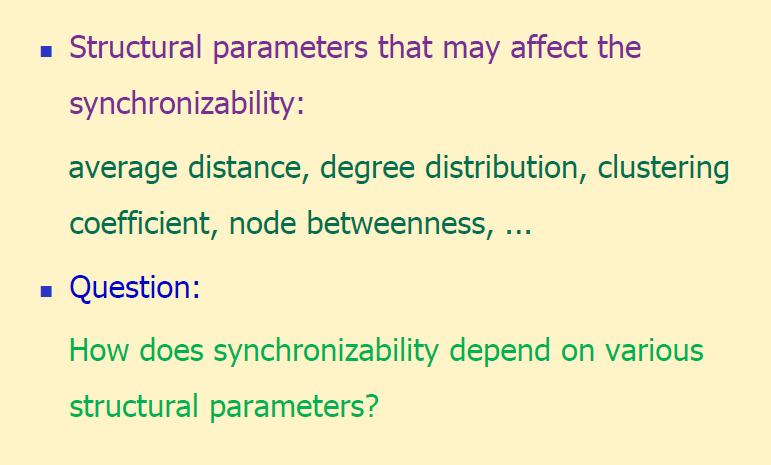 ▪ Structural parameters that may affect the
synchronizability:
average distance, degree distribution, clustering
coefficient, node betweenness, ...
▪ Question:
How does synchronizability depend on various
structural parameters?